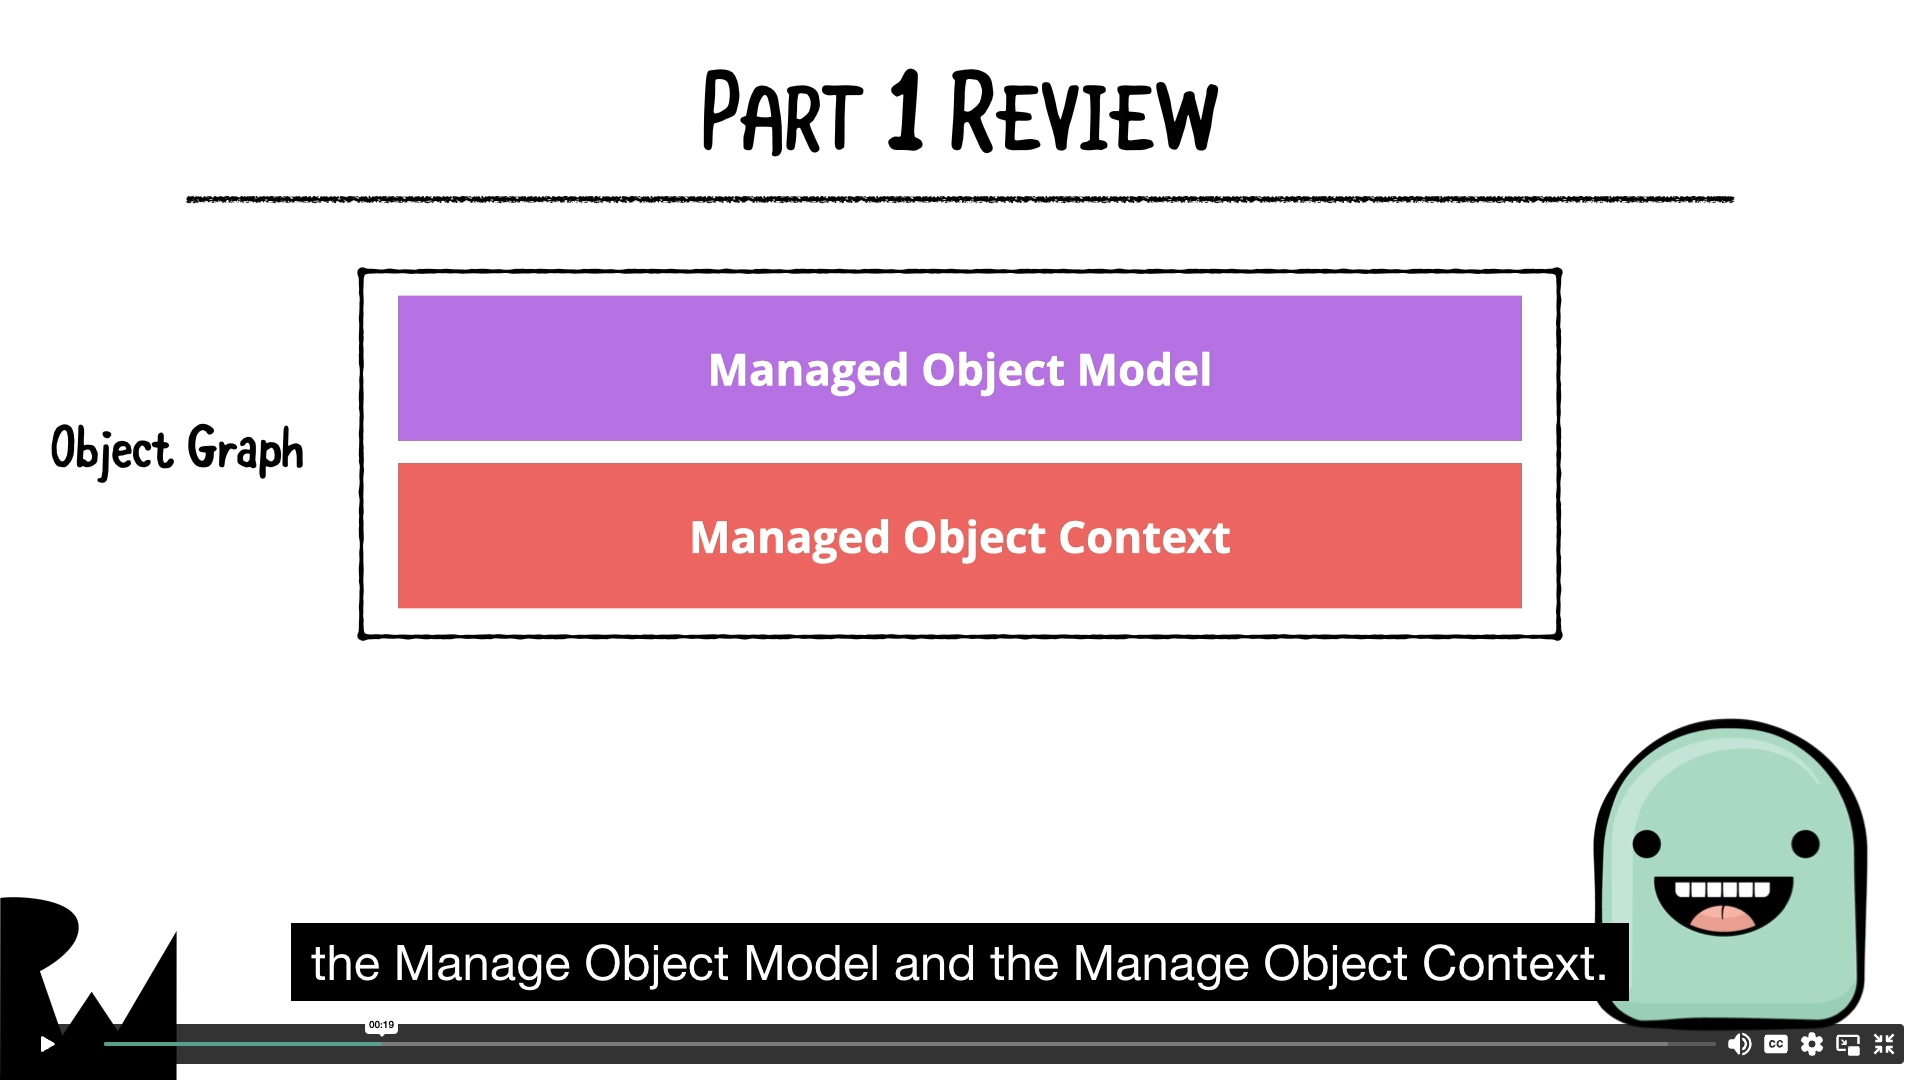 Part 1 Review
Managed Object Model
Object Graph
Managed Object Context
the Manage Object Model and the Manage Object Context.
00:19
CC